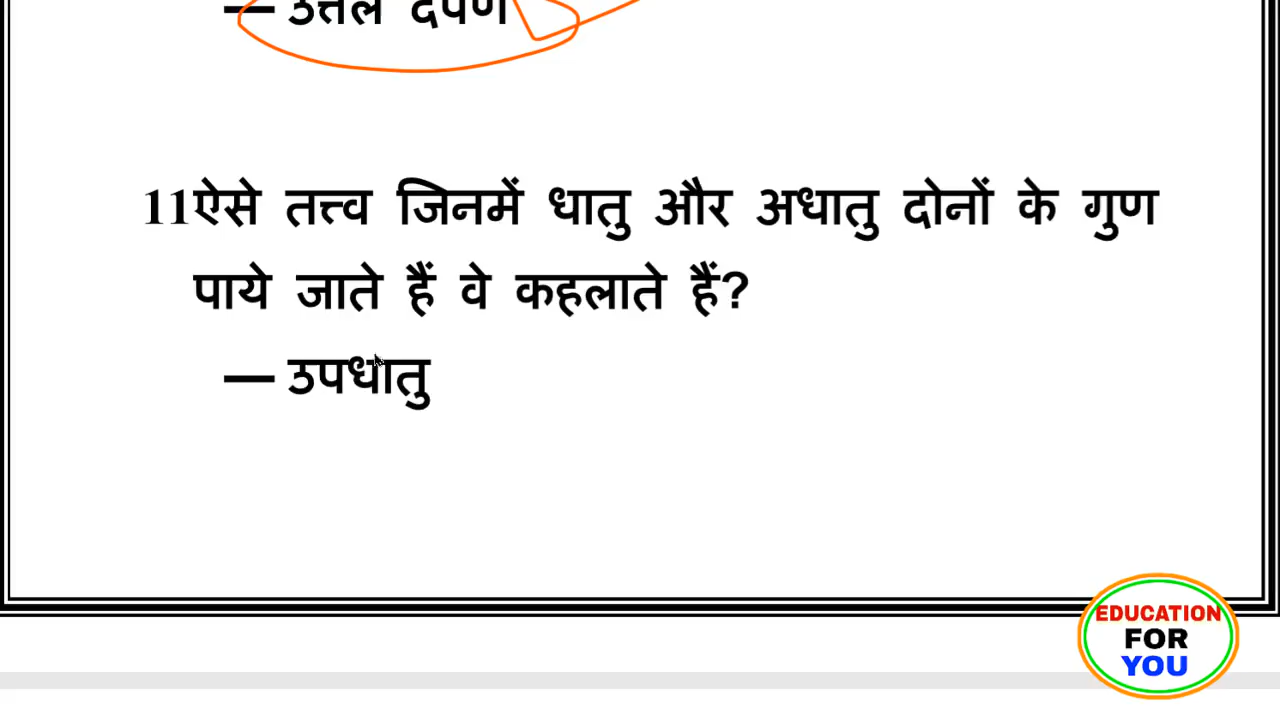 — उत्तल दर्पण
11ऐसे तत्त्व जिनमें धातु और अधातु दोनों के गुण
पाये जाते हैं वे कहलाते हैं?
— उपधातु
EDUCATION
FOR
YOU